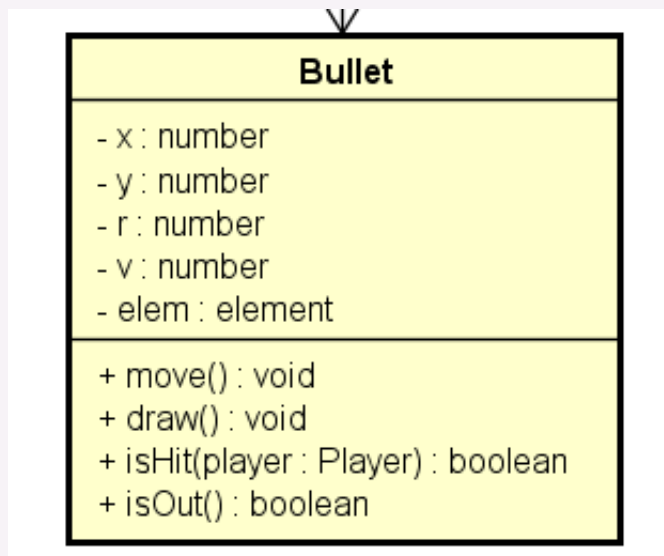 Bullet
- x : number
- y : number
- r : number
- v : number
- elem : element
+ move() : void
+ draw() : void
+ isHit(player : Player) : boolean
+ isOut() : boolean